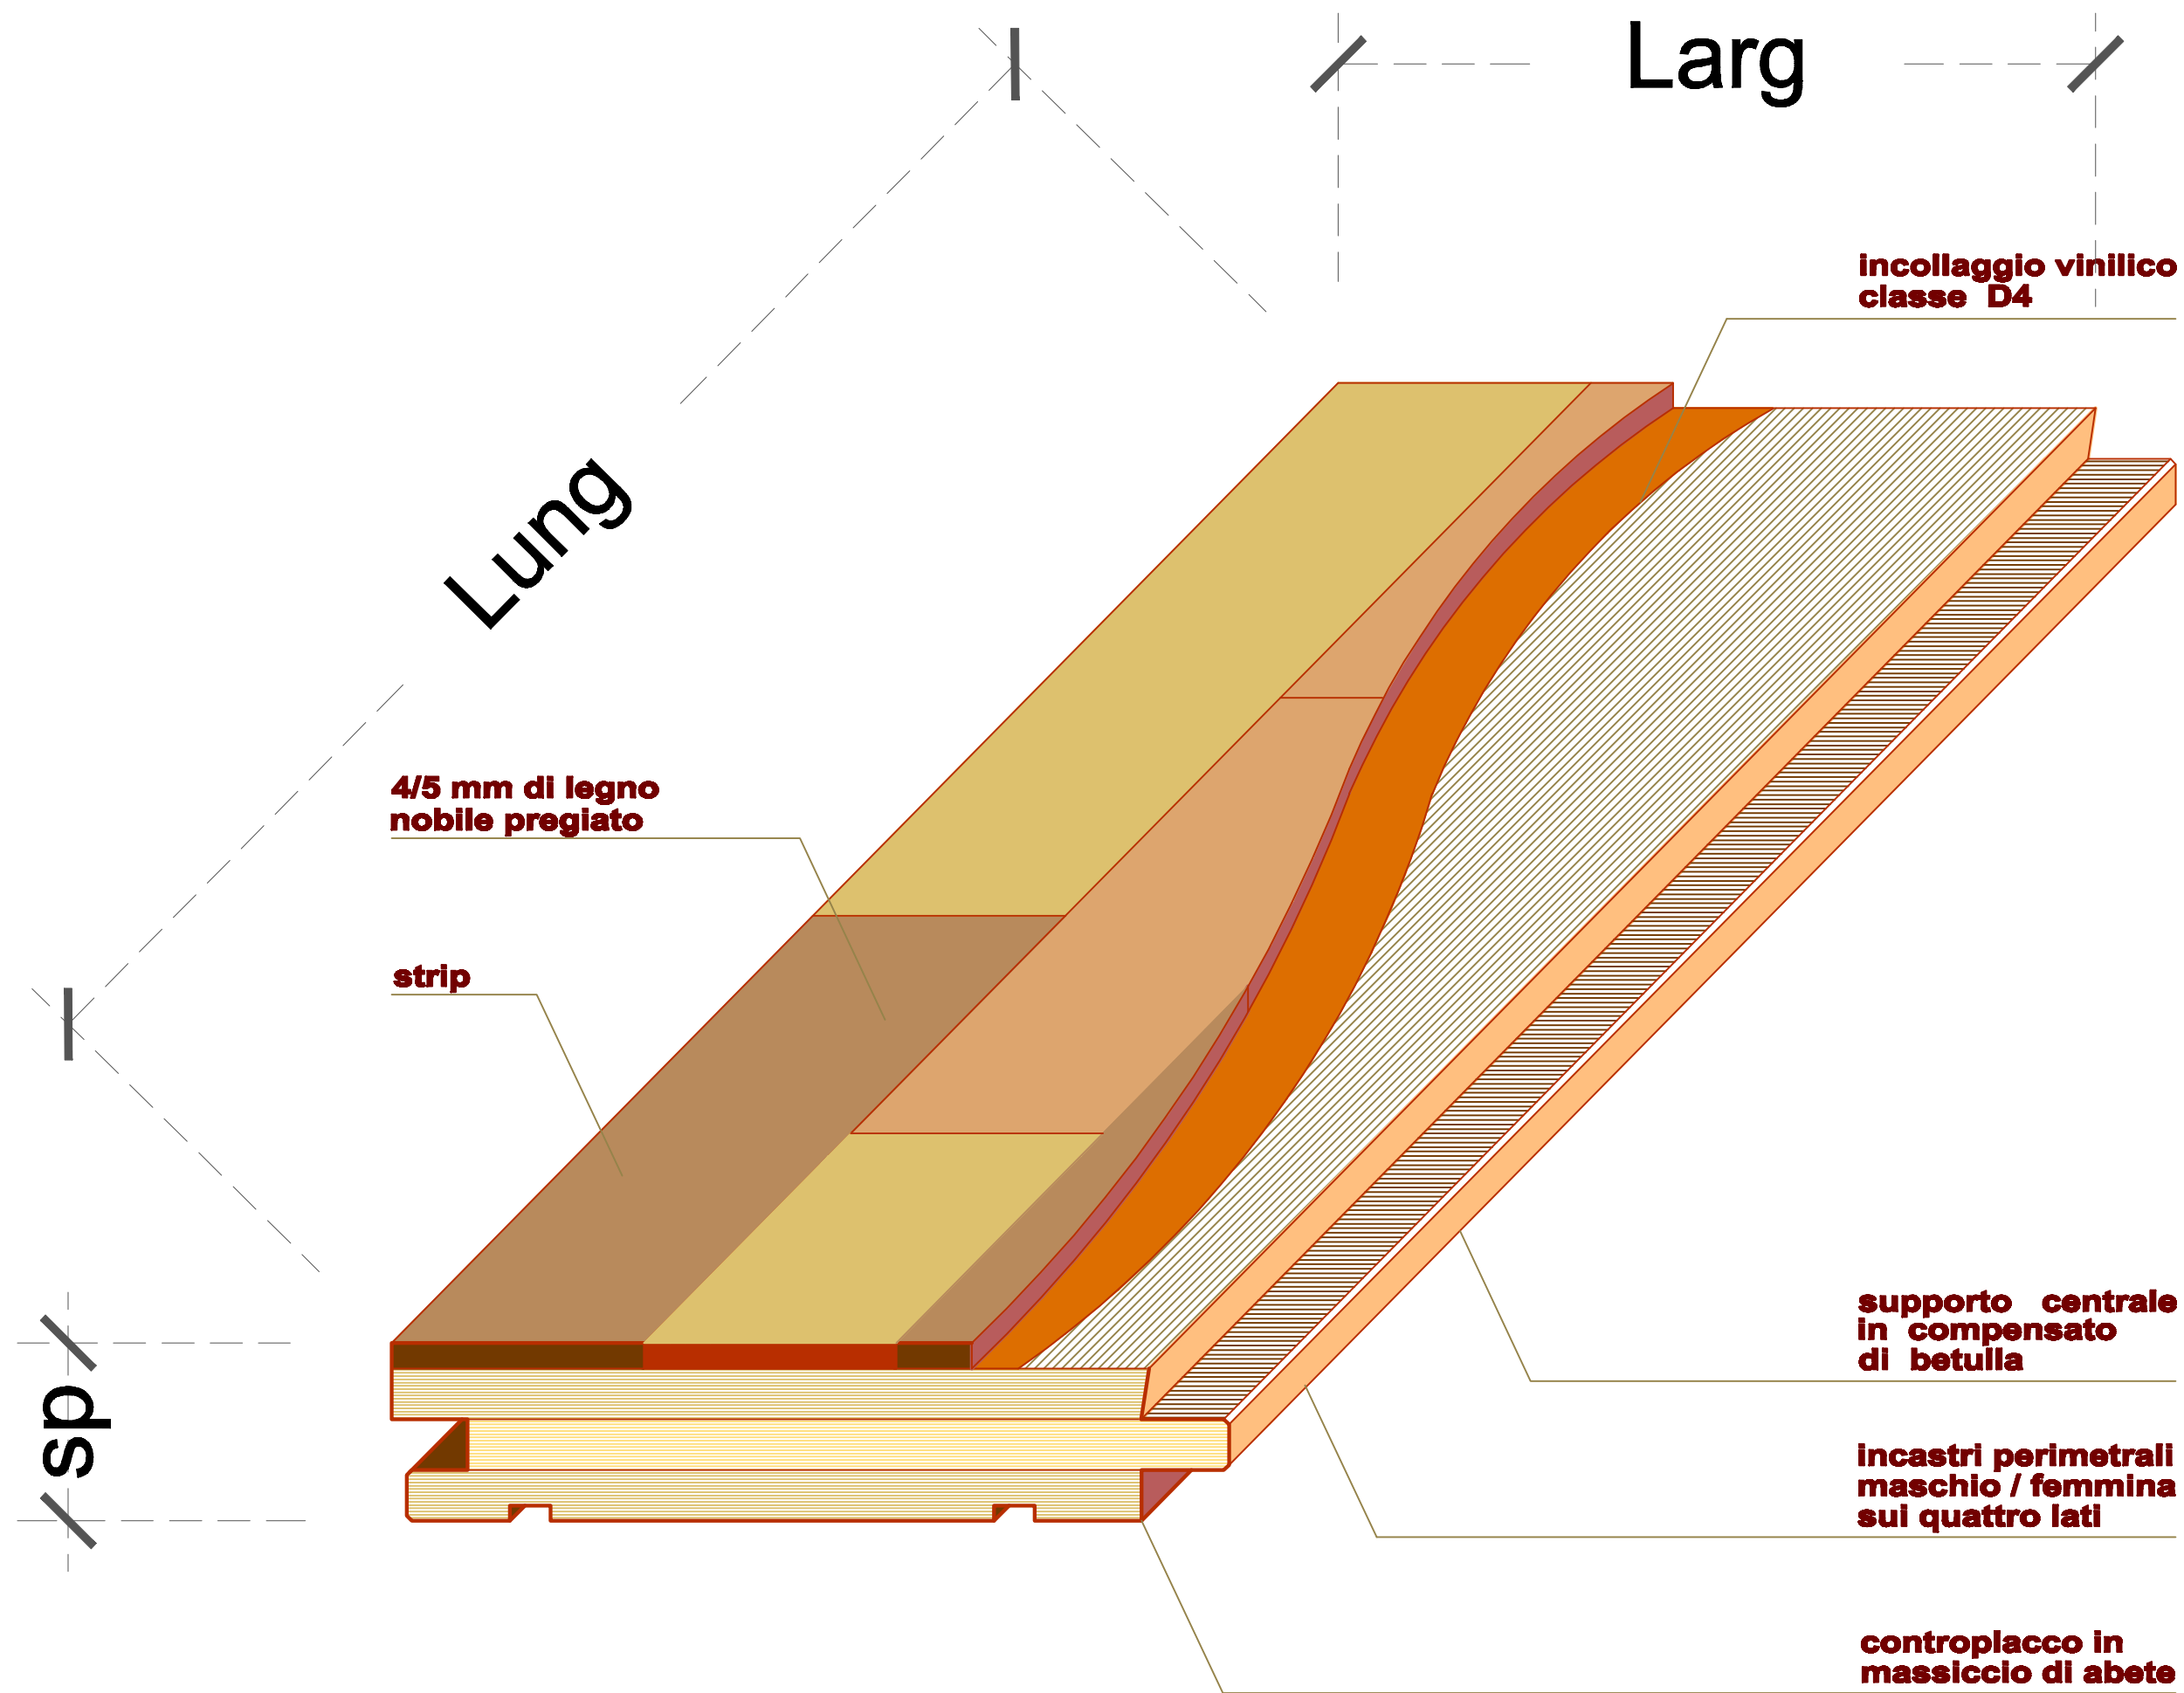 Larg
incollaggio vinilico
classe D4
Lung
4/5 mm di legno
nobile pregiato
strip
sp
supporto centrale
in compensato
di betulla
incastri perimetrali
maschio / femmina
sui quattro lati
controplacco in
massiccio di abete